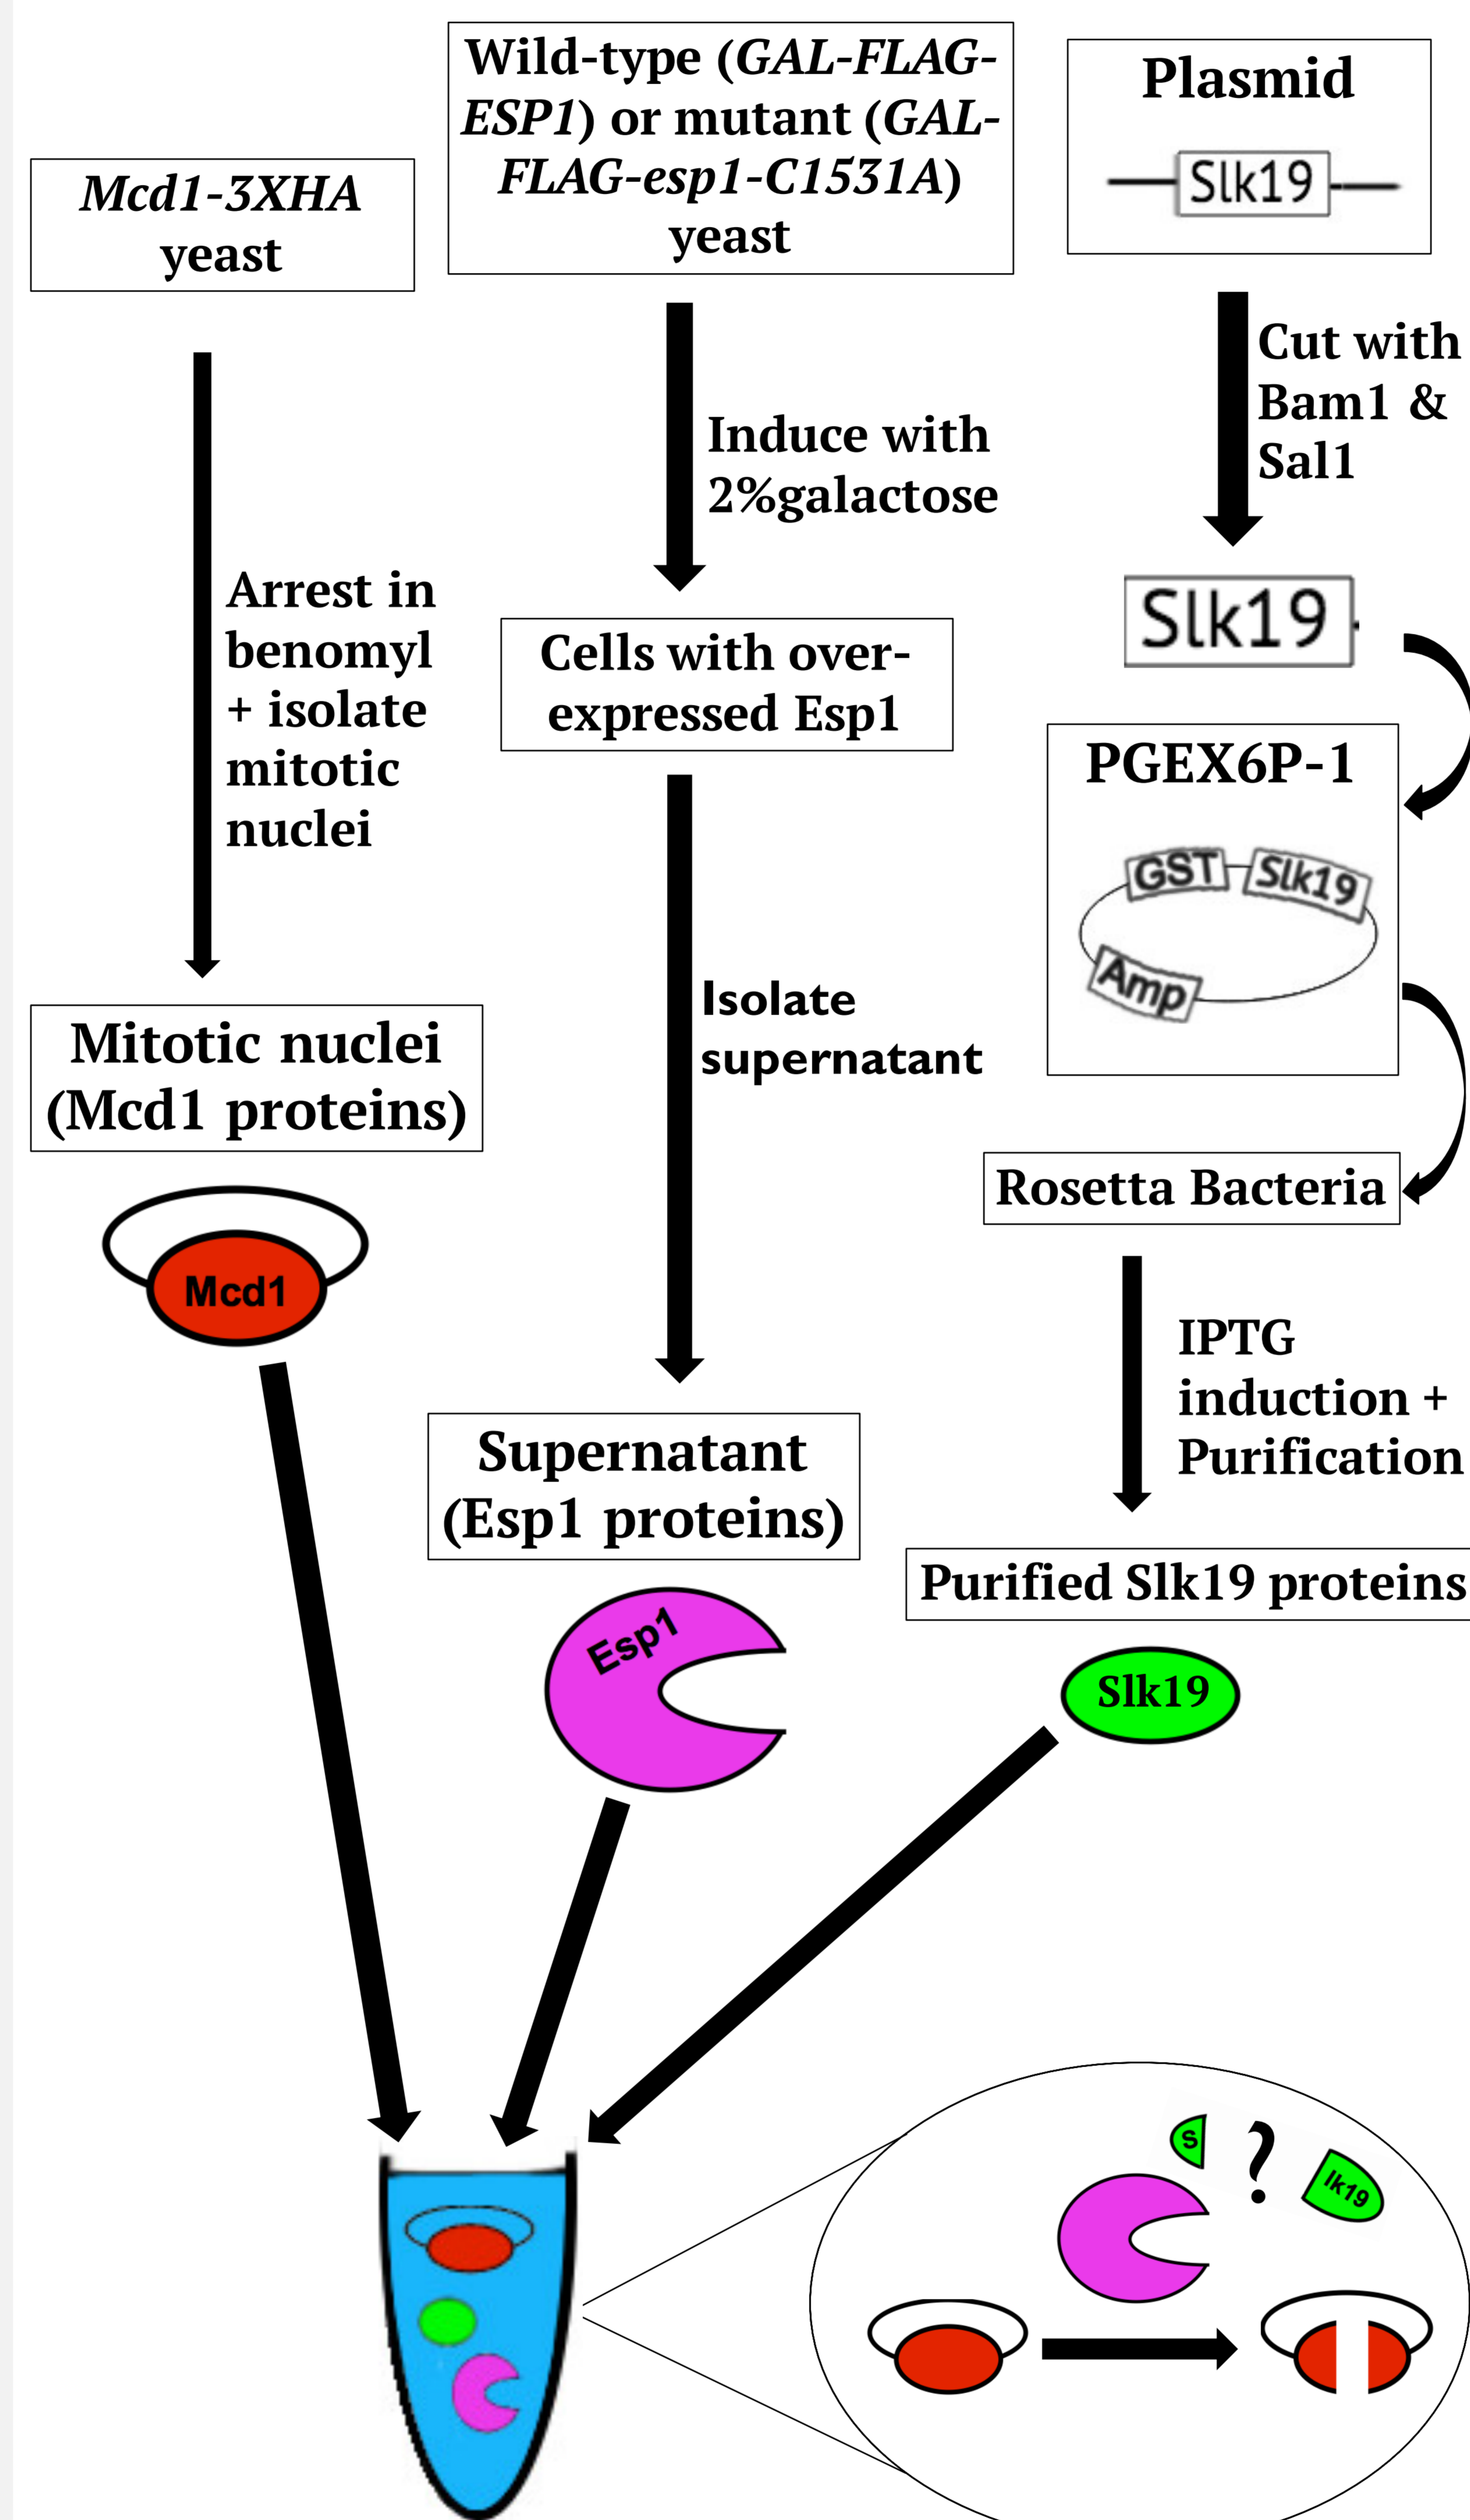 Mcd1-3XHA
yeast
Arrest in
benomyl
+ isolate
mitotic
nuclei
Mitotic nuclei
(Mcd1 proteins)
Mcd1
Wild-type (GAL-FLAG-
ESP1) or mutant (GAL-
FLAG-esp1-C1531A)
yeast
Induce with
2%galactose
Cells with over-
expressed Esp1
Isolate
supernatant
Supernatant
(Esp1 proteins)
Esp1
Plasmid
Slk19
Cut with
Bam1 &
Sal1
Slk19
PGEX6P-1
GST
Slk19
Amp
Rosetta Bacteria
IPTG
induction +
Purification
Purified Slk19 proteins
Slk19
S
?
lk19